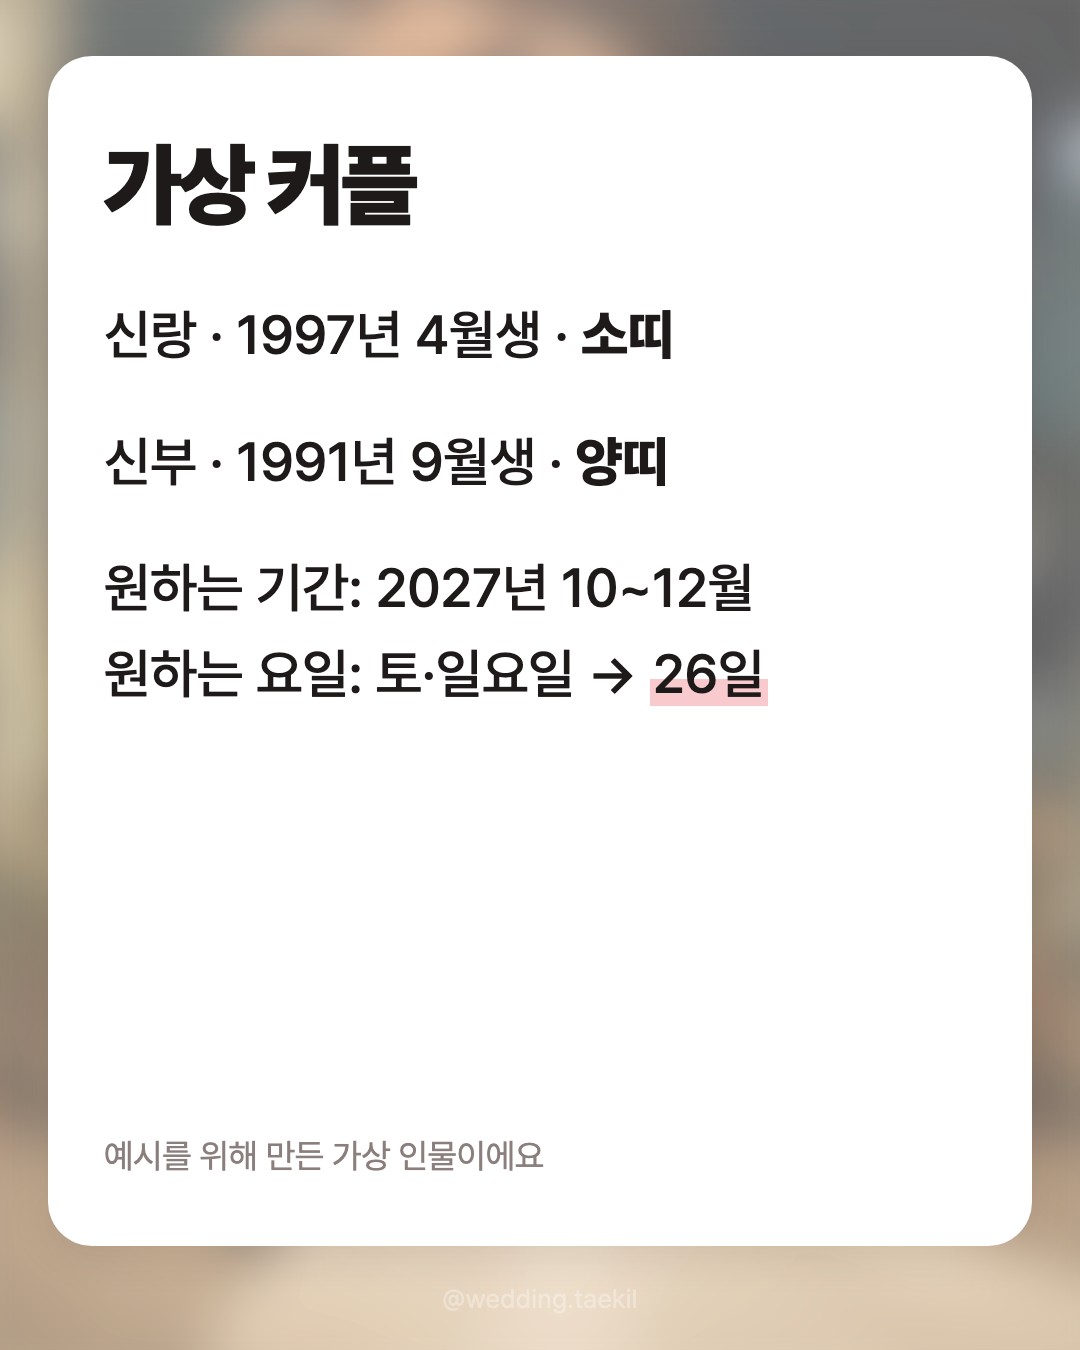 가상 커플
신랑 · 1997년 4월생 · 소띠
신부 · 1991년 9월생 · 양띠
원하는 기간: 2027년 10~12월
원하는 요일: 토·일요일 → 26일
예시를 위해 만든 가상 인물이에요
@wedding.taekil